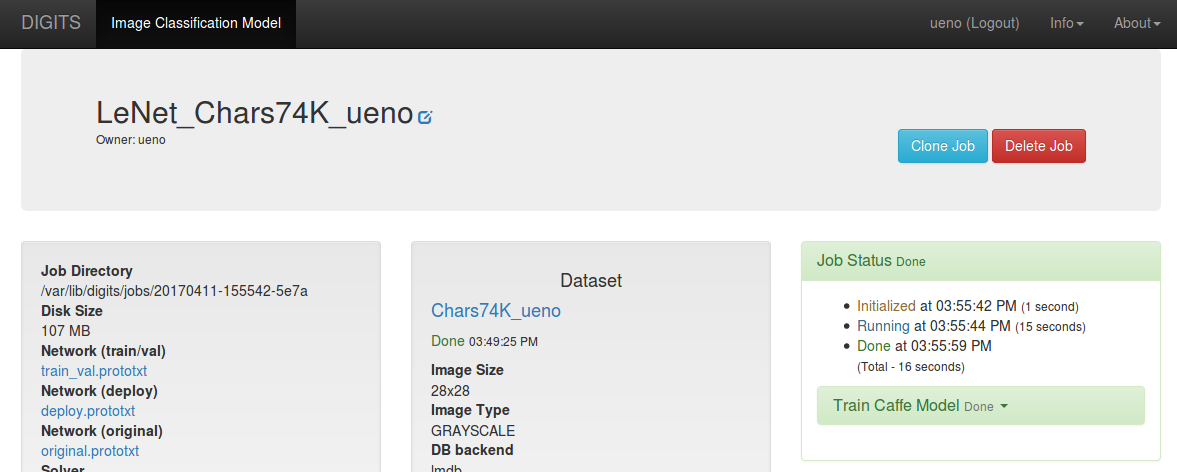 DIGITS Image Classification Model ueno (Logout) Info About
LeNet_Chars74K_ueno
Owner: ueno
Clone Job Delete Job
Job Directory
/var/lib/digits/jobs/20170411-155542-5e7a
Disk Size
107 MB
Network (train/val)
train_val.prototxt
Network (deploy)
deploy.prototxt
Network (original)
original.prototxt
Solver
Dataset
Chars74K_ueno
Done 03:49:25 PM
Image Size
28x28
Image Type
GRAYSCALE
DB backend
lmdb
Job Status Done
Initialized at 03:55:42 PM (1 second)
Running at 03:55:44 PM (15 seconds)
Done at 03:55:59 PM
(Total - 16 seconds)
Train Caffe Model Done